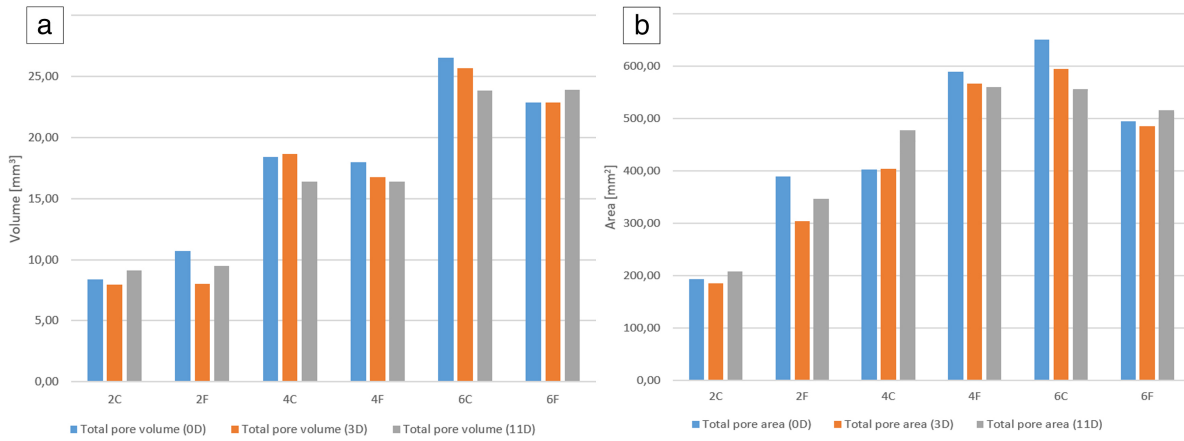 a
Volume [mm³]
25,00
20,00
15,00
10,00
5,00
0,00
2C 2F 4C 4F 6C 6F
Total pore volume (0D) Total pore volume (3D) Total pore volume (11D)
b
Area [mm²]
600,00
500,00
400,00
300,00
200,00
100,00
0,00
2C 2F 4C 4F 6C 6F
Total pore area (0D) Total pore area (3D) Total pore area (11D)